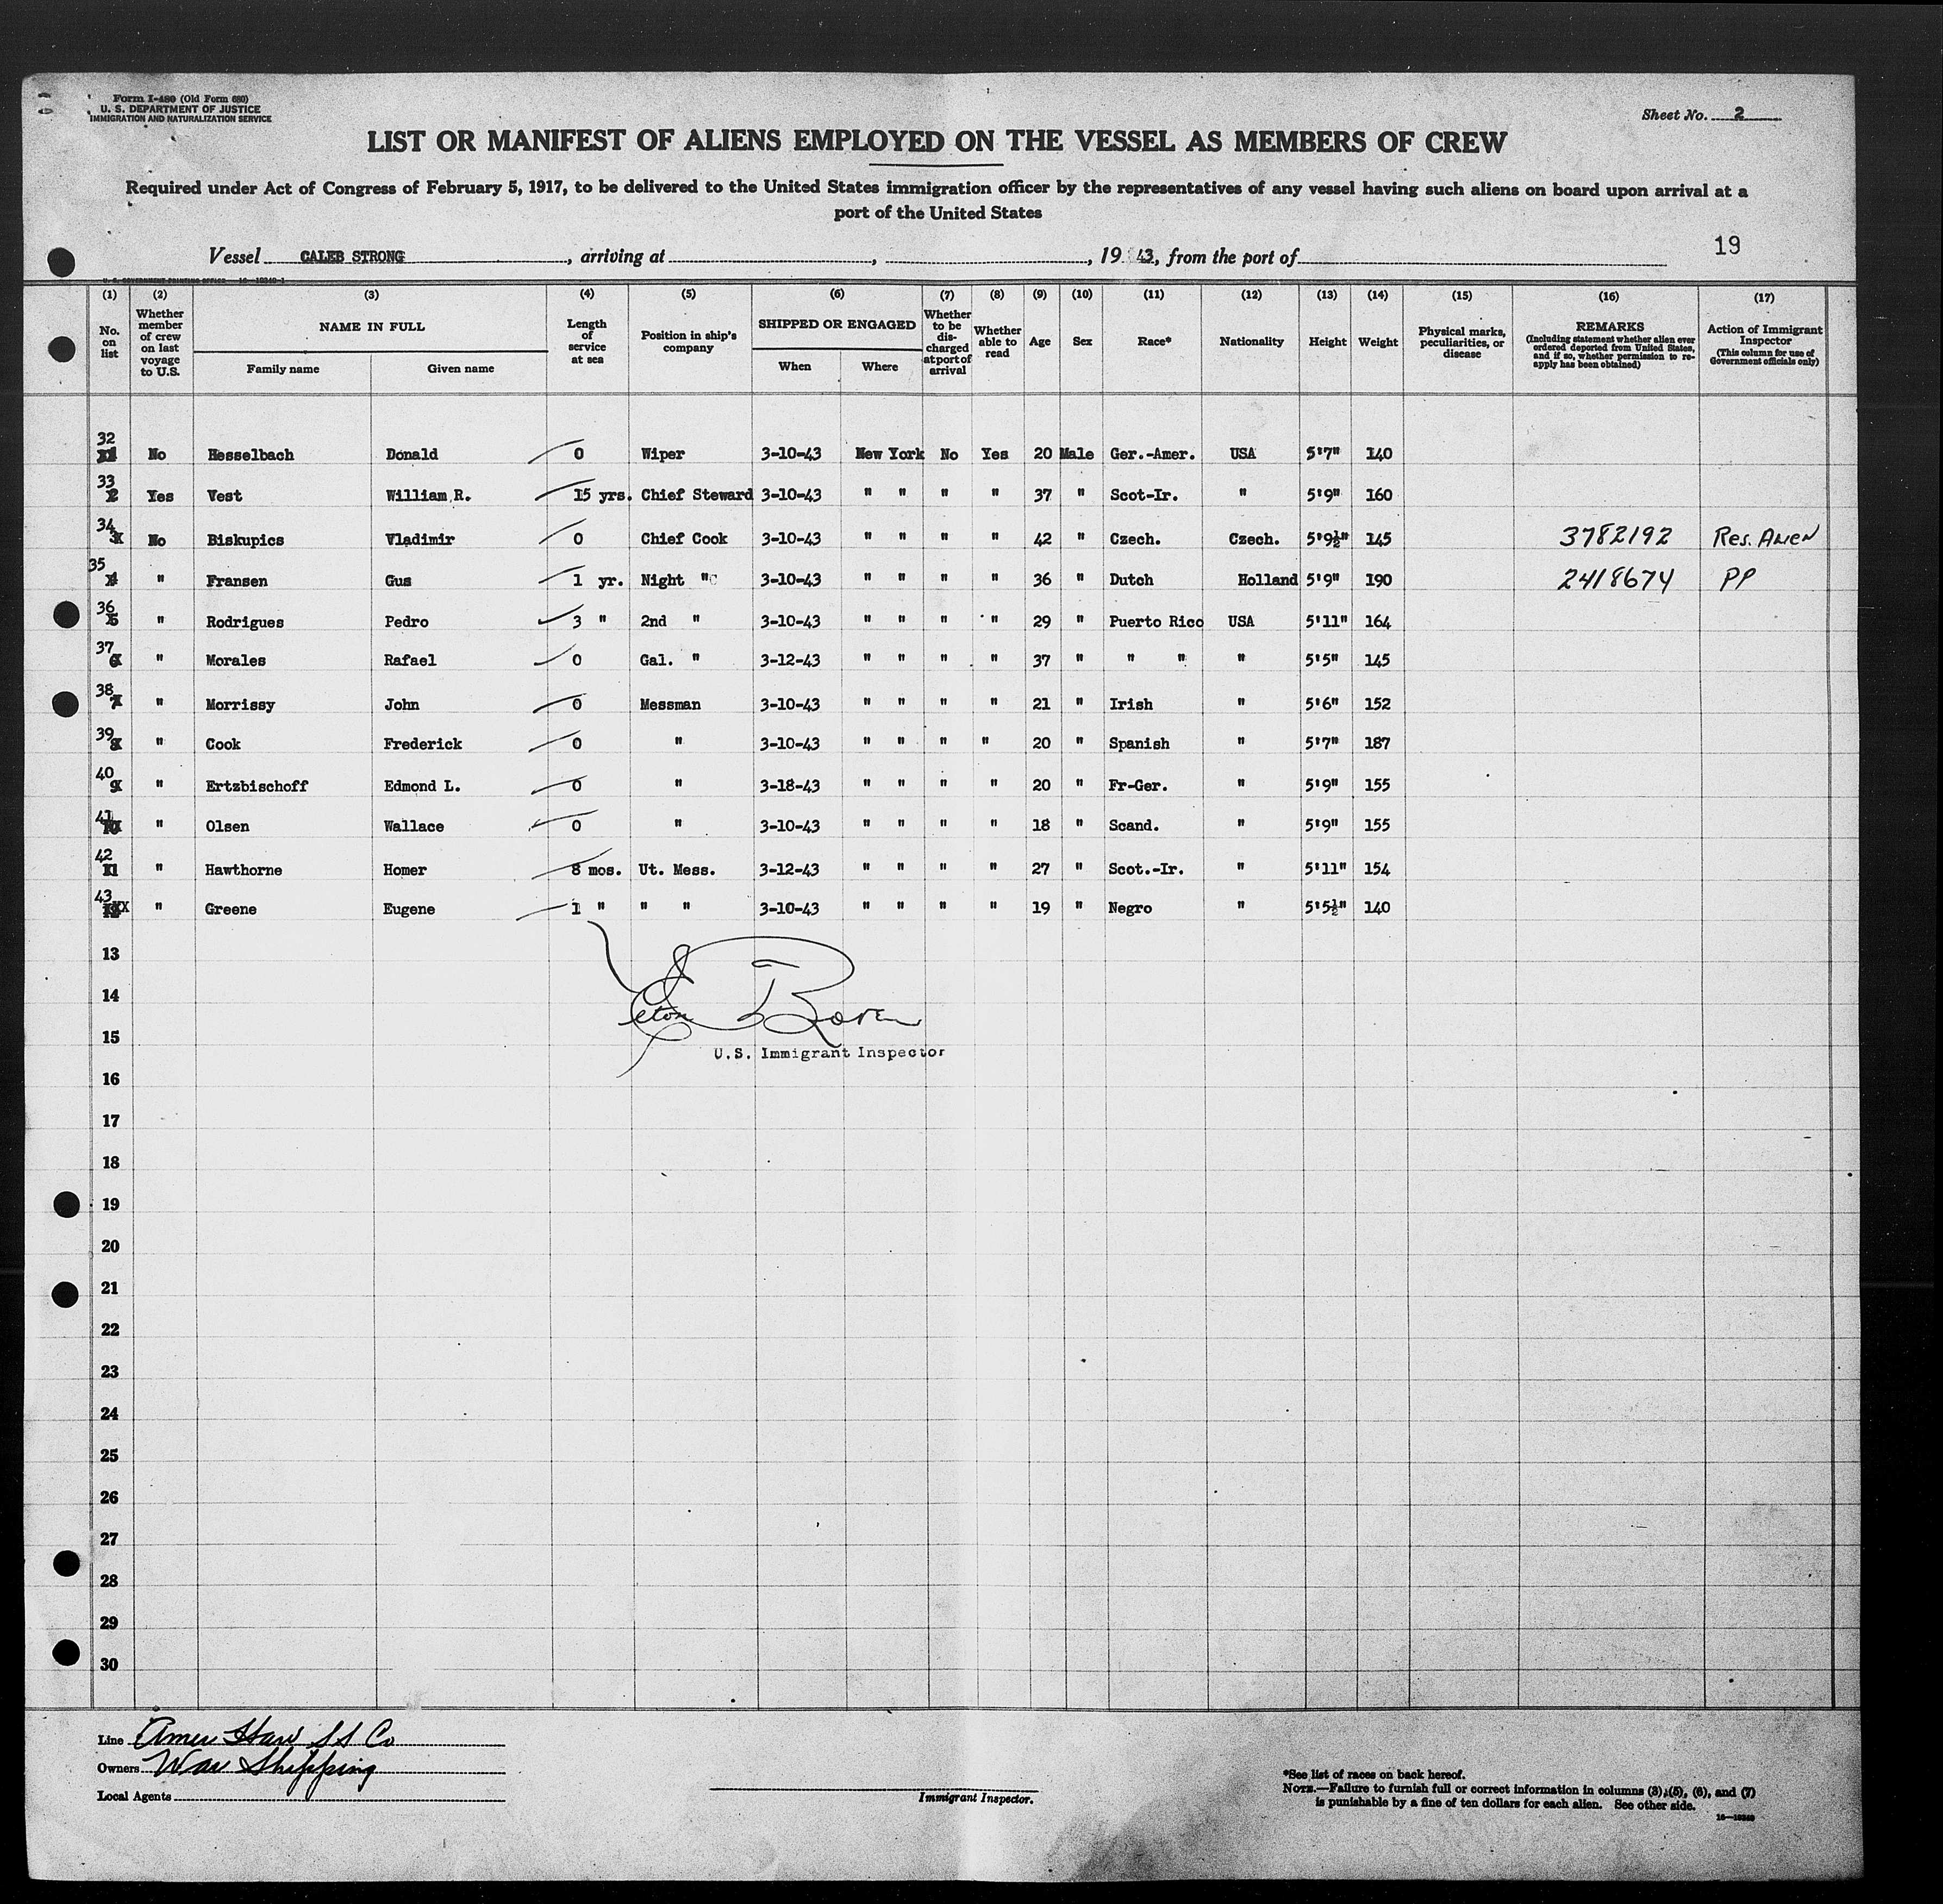 Form I-480 (Old Form 680)
U. S. DEPARTMENT OF JUSTICE
IMMIGRATION AND NATURALIZATION SERVICE
Sheet No. 2
LIST OR MANIFEST OF ALIENS EMPLOYED ON THE VESSEL AS MEMBERS OF CREW
Required under Act of Congress of February 5, 1917, to be delivered to the United States immigration officer by the representatives of any vessel having such aliens on board upon arrival at a
port of the United States
19
Vessel CALEB STRONG, arriving at , , 1943, from the port of
(1) (2) (3) (4) (5) (6) (7) (8) (9) (10) (11) (12) (13) (14) (15) (16) (17)
No. on list
Whether member of crew on last voyage to U.S.
NAME IN FULL
Family name Given name
Length of service at sea
Position in ship's company
SHIPPED OR ENGAGED
When Where
Whether to be discharged at port of arrival
Whether able to read
Age
Sex
Race*
Nationality
Height
Weight
Physical marks, peculiarities, or disease
REMARKS
(Including statement whether alien ever ordered deported from United States, and if so, whether permission to re-apply has been obtained)
Action of Immigrant Inspector
(This column for use of Government officials only)
32 No Hesselbach Donald 0 Wiper 3-10-43 New York No Yes 20 Male Ger.-Amer. USA 5'7" 140
33 Yes Vest William R. 15 yrs. Chief Steward 3-10-43 " " " " 37 " Scot-Ir. " 5'9" 160
34 No Biskupics Vladimir 0 Chief Cook 3-10-43 " " " " 42 " Czech. Czech. 5'9½" 145 3782192 Res. Alien
35 " Fransen Gus 1 yr. Night " 3-10-43 " " " " 36 " Dutch Holland 5'9" 190 2418674 PP
36 " Rodrigues Pedro 3 " 2nd " 3-10-43 " " " " 29 " Puerto Rico USA 5'11" 164
37 " Morales Rafael 0 Gal. " 3-12-43 " " " " 37 " " " " 5'5" 145
38 " Morrissy John 0 Messman 3-10-43 " " " " 21 " Irish " 5'6" 152
39 " Cook Frederick 0 " 3-10-43 " " " " 20 " Spanish " 5'7" 187
40 " Ertzbischoff Edmond L. 0 " 3-18-43 " " " " 20 " Fr-Ger. " 5'9" 155
41 " Olsen Wallace 0 " 3-10-43 " " " " 18 " Scand. " 5'9" 155
42 " Hawthorne Homer 8 mos. Ut. Mess. 3-12-43 " " " " 27 " Scot.-Ir. " 5'11" 154
43 " Greene Eugene 1 " " " 3-10-43 " " " " 19 " Negro " 5'5½" 140
13
14
15
U.S. Immigrant Inspector
16
17
18
19
20
21
22
23
24
25
26
27
28
29
30
Line Amer Haw SS Co
Owners War Shipping
Local Agents
Immigrant Inspector.
*See list of races on back hereof.
NOTE.—Failure to furnish full or correct information in columns (3), (5), (6), and (7)
is punishable by a fine of ten dollars for each alien. See other side.